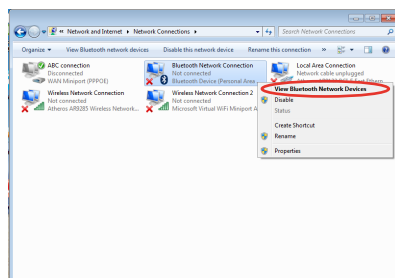 « Network and Internet ▸ Network Connections ▸
Search Network Connections
Organize ▾ View Bluetooth network devices Disable this network device Rename this connection »
ABC connection
Disconnected
WAN Miniport (PPPOE)
Bluetooth Network Connection
Not connected
Bluetooth Device (Personal Area ...
Local Area Connection
Network cable unplugged
Wireless Network Connection
Not connected
Atheros AR9285 Wireless Network...
Wireless Network Connection 2
Not connected
Microsoft Virtual WiFi Miniport A
View Bluetooth Network Devices
Disable
Status
Create Shortcut
Rename
Properties